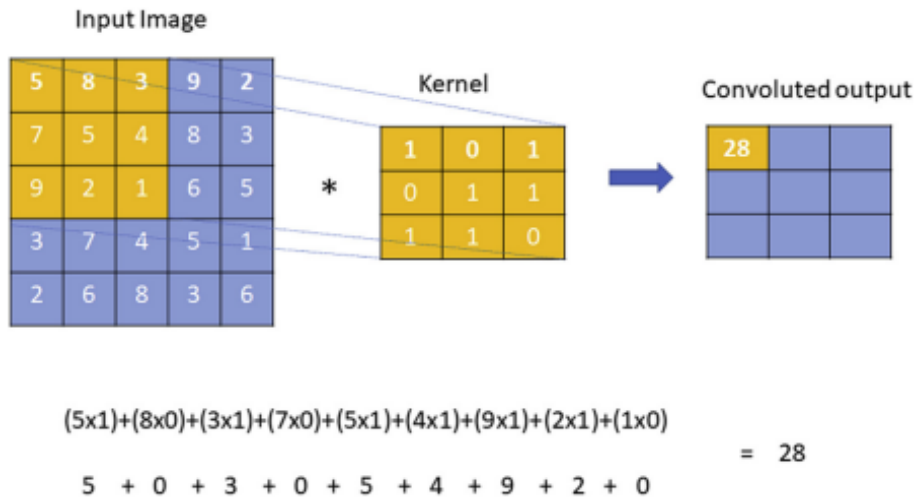 Input Image
Kernel
Convoluted output
5 8 3 9 2
7 5 4 8 3
9 2 1 6 5
3 7 4 5 1
2 6 8 3 6
*
1 0 1
0 1 1
1 1 0
28
(5x1)+(8x0)+(3x1)+(7x0)+(5x1)+(4x1)+(9x1)+(2x1)+(1x0)
= 28
5 + 0 + 3 + 0 + 5 + 4 + 9 + 2 + 0